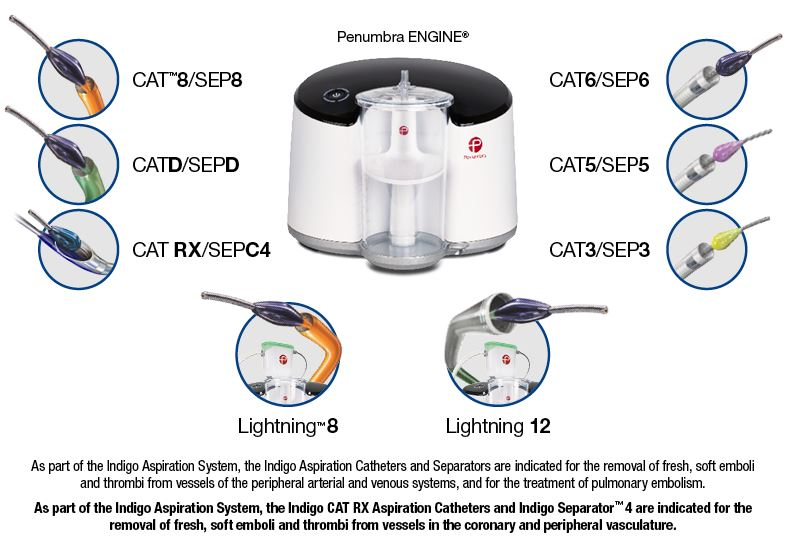 Penumbra ENGINE®
CAT™8/SEP8
CAT6/SEP6
CATD/SEPD
CAT5/SEP5
CAT RX/SEPC4
CAT3/SEP3
Penumbra
Lightning™8
Lightning 12
As part of the Indigo Aspiration System, the Indigo Aspiration Catheters and Separators are indicated for the removal of fresh, soft emboli
and thrombi from vessels of the peripheral arterial and venous systems, and for the treatment of pulmonary embolism.
As part of the Indigo Aspiration System, the Indigo CAT RX Aspiration Catheters and Indigo Separator™4 are indicated for the
removal of fresh, soft emboli and thrombi from vessels in the coronary and peripheral vasculature.